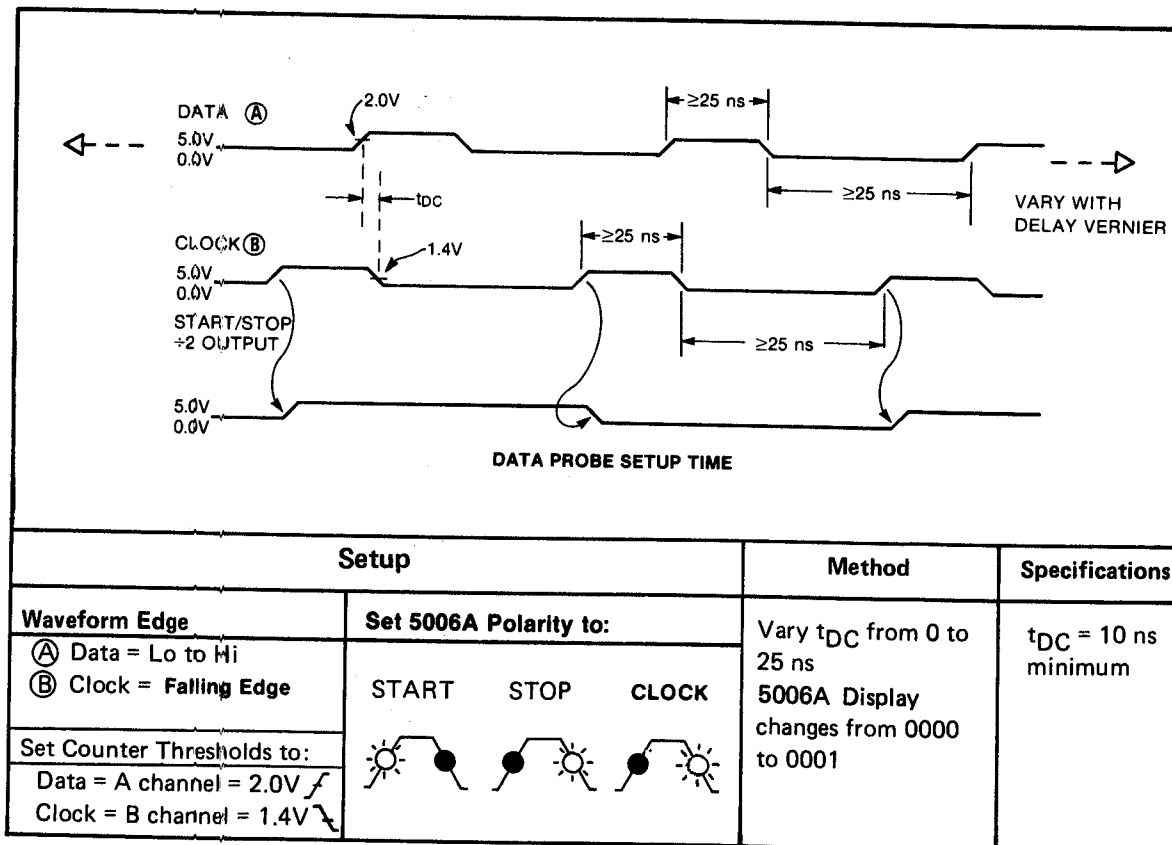 DATA Ⓐ
2.0V
≥25 ns
5.0V
0.0V
tDC
≥25 ns
VARY WITH
DELAY VERNIER
CLOCK Ⓑ
1.4V
≥25 ns
5.0V
0.0V
START/STOP
÷2 OUTPUT
≥25 ns
5.0V
0.0V
DATA PROBE SETUP TIME
Setup
Method
Specifications
Waveform Edge
Ⓐ Data = Lo to Hi
Ⓑ Clock = Falling Edge
Set Counter Thresholds to:
Data = A channel = 2.0V
Clock = B channel = 1.4V
Set 5006A Polarity to:
START STOP CLOCK
Vary tDC from 0 to
25 ns
5006A Display
changes from 0000
to 0001
tDC = 10 ns
minimum